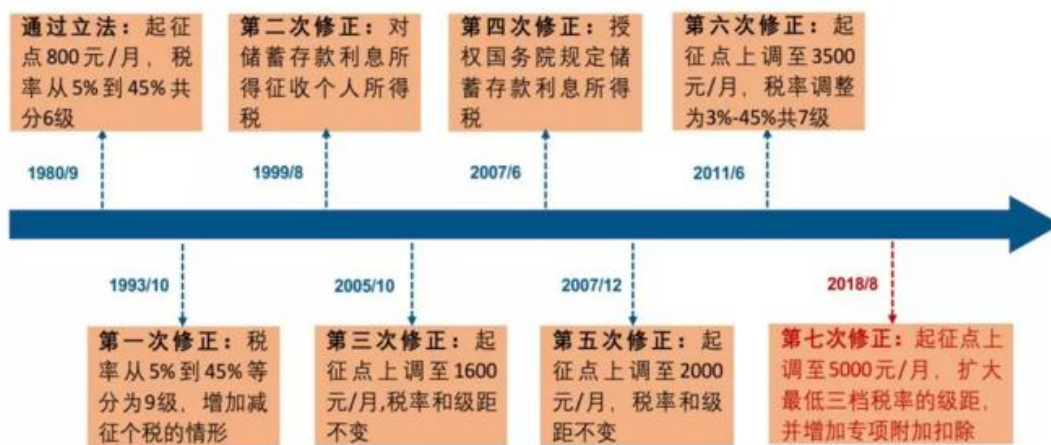 通过立法：起征
点800元/月，税
率从5%到45%共
分6级
第二次修正：对
储蓄存款利息所
得征收个人所得
税
第四次修正：授
权国务院规定储
蓄存款利息所得
税
第六次修正：起
征点上调至3500
元/月，税率调整
为3%-45%共7级
1980/9
1999/8
2007/6
2011/6
1993/10
2005/10
2007/12
2018/8
第一次修正：税
率从5%到45%等
分为9级，增加减
征个税的情形
第三次修正：起
征点上调至1600
元/月,税率和级距
不变
第五次修正：起
征点上调至2000
元/月，税率和级
距不变
第七次修正：起征点上
调至5000元/月，扩大
最低三档税率的级距，
并增加专项附加扣除